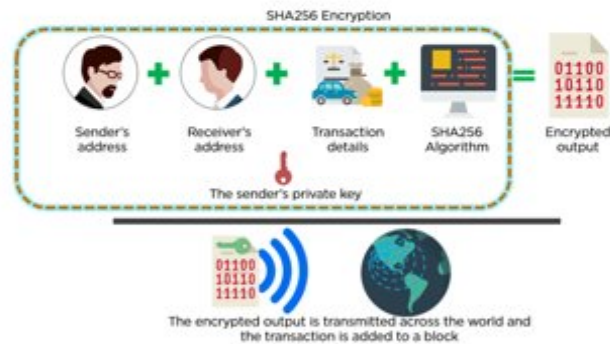 SHA256 Encryption
Sender's
address
Receiver's
address
Transaction
details
SHA256
Algorithm
01100
10110
11110
Encrypted
output
The sender's private key
01100
10110
11110
The encrypted output is transmitted across the world and
the transaction is added to a block